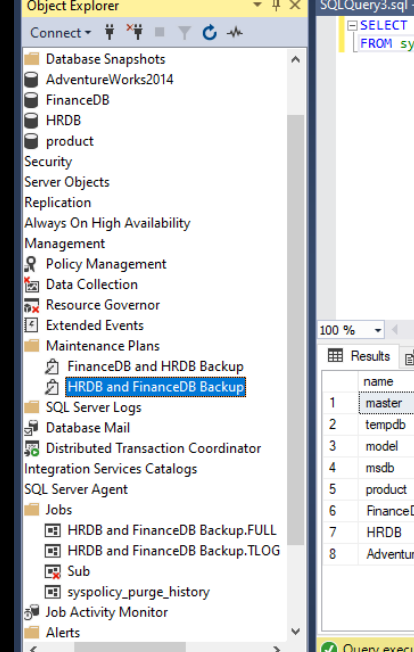 Object Explorer
Connect
Database Snapshots
AdventureWorks2014
FinanceDB
HRDB
product
Security
Server Objects
Replication
Always On High Availability
Management
Policy Management
Data Collection
Resource Governor
Extended Events
Maintenance Plans
FinanceDB and HRDB Backup
HRDB and FinanceDB Backup
SQL Server Logs
Database Mail
Distributed Transaction Coordinator
Integration Services Catalogs
SQL Server Agent
Jobs
HRDB and FinanceDB Backup.FULL
HRDB and FinanceDB Backup.TLOG
Sub
syspolicy_purge_history
Job Activity Monitor
Alerts
SQLQuery3.sql -
SELECT
FROM sy
100 %
Results
name
1 master
2 tempdb
3 model
4 msdb
5 product
6 FinanceD
7 HRDB
8 Adventur
Query execu